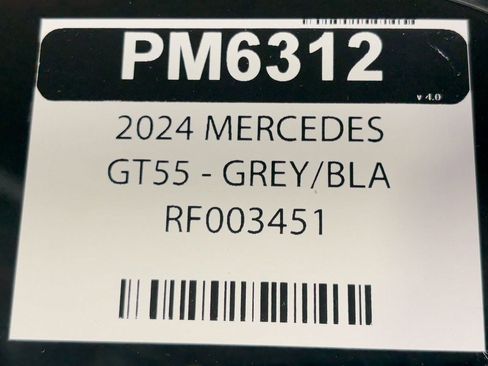 PM6312
v 4.0
2024 MERCEDES
GT55 - GREY/BLA
RF003451